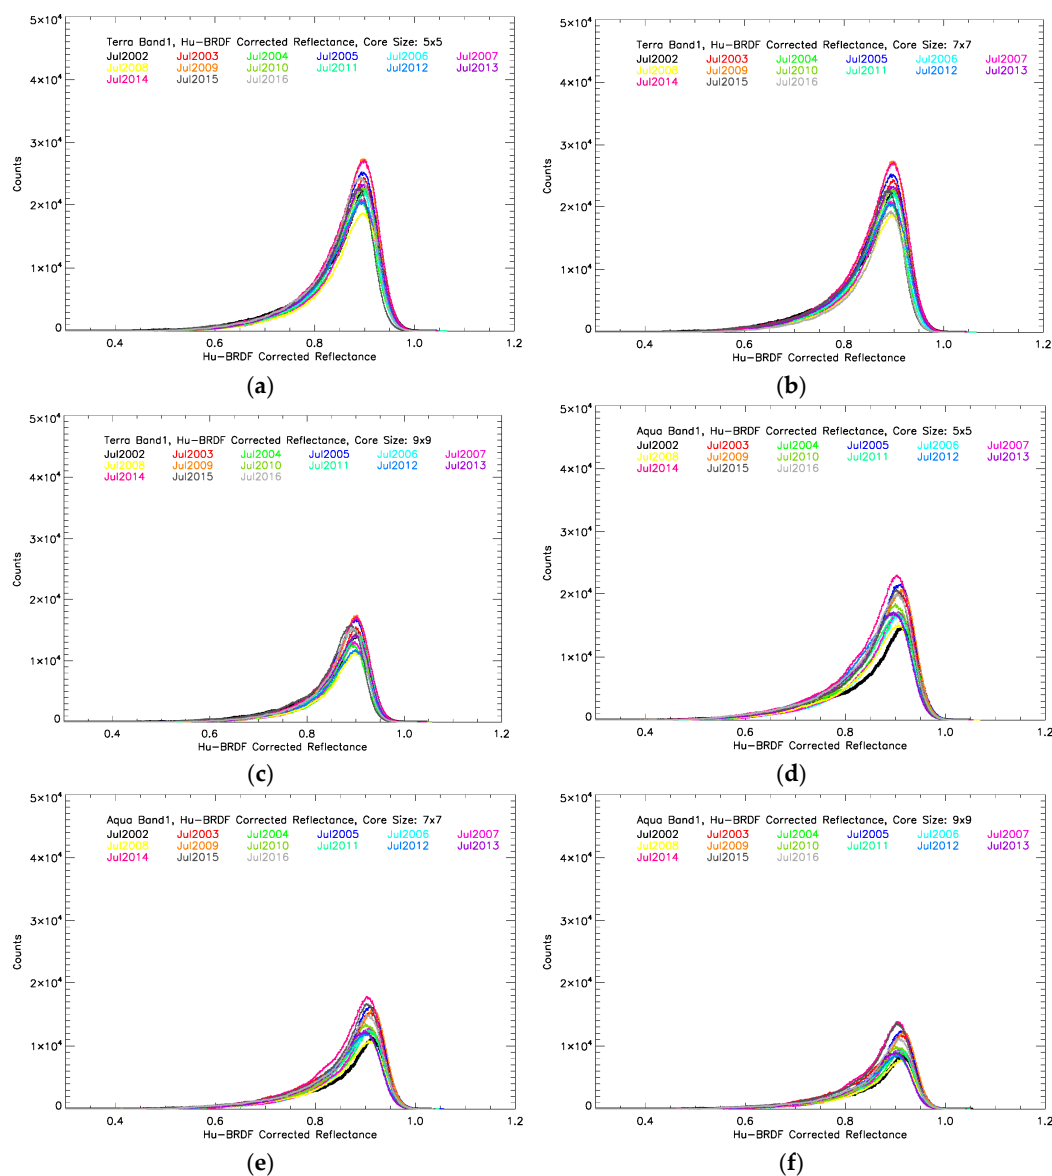 5×10⁴
4×10⁴
3×10⁴
2×10⁴
1×10⁴
0
Counts
Terra Band1, Hu-BRDF Corrected Reflectance, Core Size: 5x5
Jul2002 Jul2003 Jul2004 Jul2005 Jul2006 Jul2007
Jul2008 Jul2009 Jul2010 Jul2011 Jul2012 Jul2013
Jul2014 Jul2015 Jul2016
0.4 0.6 0.8 1.0 1.2
Hu-BRDF Corrected Reflectance
(a)
5×10⁴
4×10⁴
3×10⁴
2×10⁴
1×10⁴
0
Counts
Terra Band1, Hu-BRDF Corrected Reflectance, Core Size: 7x7
Jul2002 Jul2003 Jul2004 Jul2005 Jul2006 Jul2007
Jul2008 Jul2009 Jul2010 Jul2011 Jul2012 Jul2013
Jul2014 Jul2015 Jul2016
0.4 0.6 0.8 1.0 1.2
Hu-BRDF Corrected Reflectance
(b)
5×10⁴
4×10⁴
3×10⁴
2×10⁴
1×10⁴
0
Counts
Terra Band1, Hu-BRDF Corrected Reflectance, Core Size: 9x9
Jul2002 Jul2003 Jul2004 Jul2005 Jul2006 Jul2007
Jul2008 Jul2009 Jul2010 Jul2011 Jul2012 Jul2013
Jul2014 Jul2015 Jul2016
0.4 0.6 0.8 1.0 1.2
Hu-BRDF Corrected Reflectance
(c)
5×10⁴
4×10⁴
3×10⁴
2×10⁴
1×10⁴
0
Counts
Aqua Band1, Hu-BRDF Corrected Reflectance, Core Size: 5x5
Jul2002 Jul2003 Jul2004 Jul2005 Jul2006 Jul2007
Jul2008 Jul2009 Jul2010 Jul2011 Jul2012 Jul2013
Jul2014 Jul2015 Jul2016
0.4 0.6 0.8 1.0 1.2
Hu-BRDF Corrected Reflectance
(d)
5×10⁴
4×10⁴
3×10⁴
2×10⁴
1×10⁴
0
Counts
Aqua Band1, Hu-BRDF Corrected Reflectance, Core Size: 7x7
Jul2002 Jul2003 Jul2004 Jul2005 Jul2006 Jul2007
Jul2008 Jul2009 Jul2010 Jul2011 Jul2012 Jul2013
Jul2014 Jul2015 Jul2016
0.4 0.6 0.8 1.0 1.2
Hu-BRDF Corrected Reflectance
(e)
5×10⁴
4×10⁴
3×10⁴
2×10⁴
1×10⁴
0
Counts
Aqua Band1, Hu-BRDF Corrected Reflectance, Core Size: 9x9
Jul2002 Jul2003 Jul2004 Jul2005 Jul2006 Jul2007
Jul2008 Jul2009 Jul2010 Jul2011 Jul2012 Jul2013
Jul2014 Jul2015 Jul2016
0.4 0.6 0.8 1.0 1.2
Hu-BRDF Corrected Reflectance
(f)